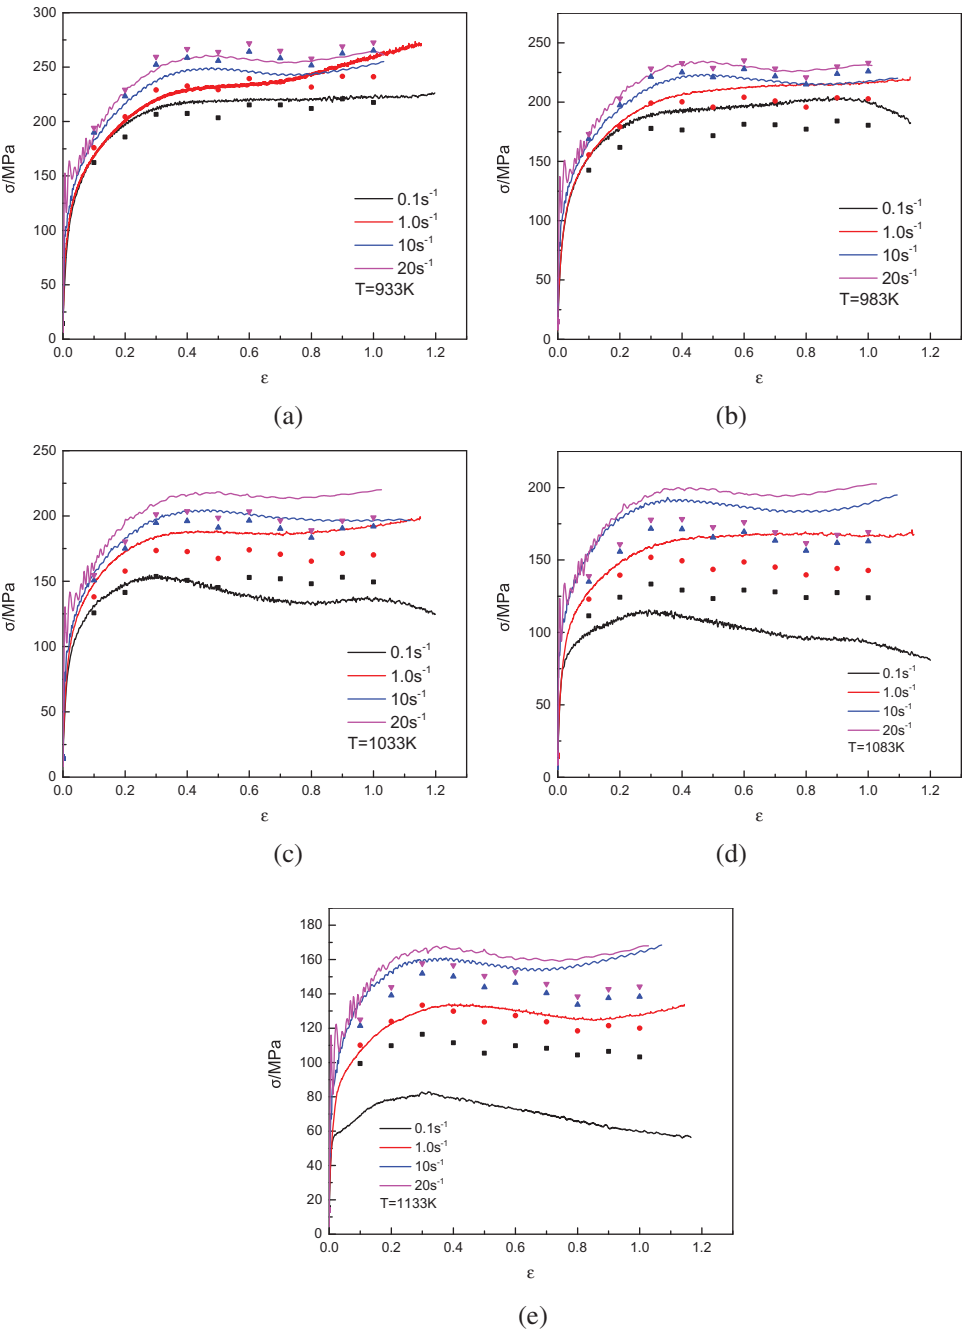 300
250
200
150
100
50
0
σ/MPa
0.0 0.2 0.4 0.6 0.8 1.0 1.2
ε
0.1s⁻¹
1.0s⁻¹
10s⁻¹
20s⁻¹
T=933K
(a)
250
200
150
100
50
0
σ/MPa
0.0 0.2 0.4 0.6 0.8 1.0 1.2
ε
0.1s⁻¹
1.0s⁻¹
10s⁻¹
20s⁻¹
T=983K
(b)
250
200
150
100
50
0
σ/MPa
0.0 0.2 0.4 0.6 0.8 1.0 1.2
ε
0.1s⁻¹
1.0s⁻¹
10s⁻¹
20s⁻¹
T=1033K
(c)
200
150
100
50
0
σ/MPa
0.0 0.2 0.4 0.6 0.8 1.0 1.2
ε
0.1s⁻¹
1.0s⁻¹
10s⁻¹
20s⁻¹
T=1083K
(d)
180
160
140
120
100
80
60
40
20
0
σ/MPa
0.0 0.2 0.4 0.6 0.8 1.0 1.2
ε
0.1s⁻¹
1.0s⁻¹
10s⁻¹
20s⁻¹
T=1133K
(e)